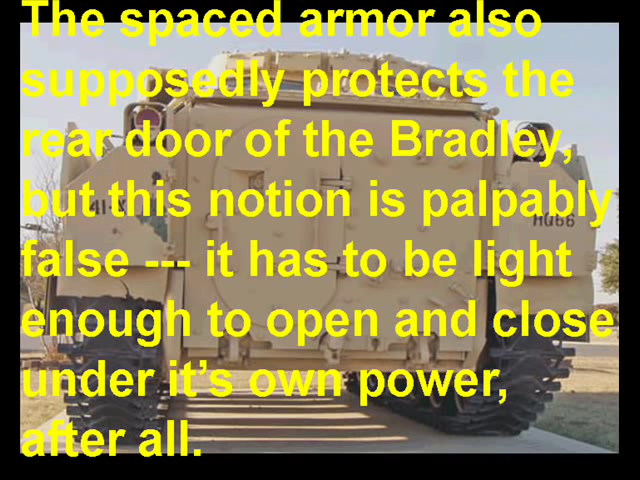 The spaced armor also
supposedly protects the
rear door of the Bradley,
but this notion is palpably
false --- it has to be light
enough to open and close
under it’s own power,
after all.
HQ66